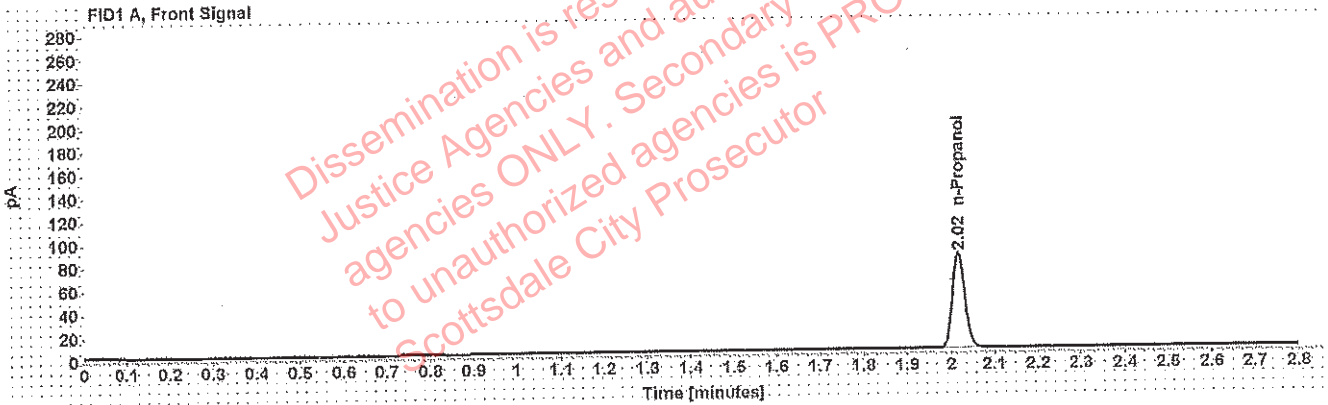 FID1 A, Front Signal
280
260
240
220
200
180
160
140
120
100
80
60
40
20
0
pA
2.02 n-Propanol
0 0.1 0.2 0.3 0.4 0.5 0.6 0.7 0.8 0.9 1 1.1 1.2 1.3 1.4 1.5 1.6 1.7 1.8 1.9 2 2.1 2.2 2.3 2.4 2.5 2.6 2.7 2.8
Time [minutes]
Dissemination is
Justice Agencies and
agencies ONLY. Secondary
to unauthorized agencies is
Scottsdale City Prosecutor